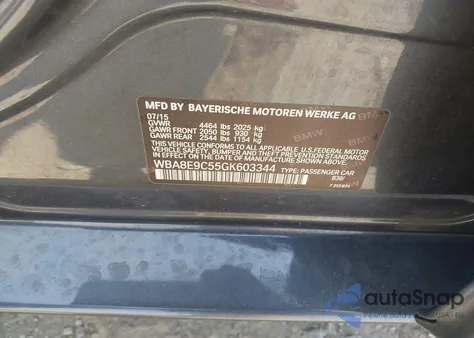 MFD BY BAYERISCHE MOTOREN WERKE AG
07/15
GVWR 4464 lbs 2025 kg
GAWR FRONT 2050 lbs 930 kg
GAWR REAR 2544 lbs 1154 kg
THIS VEHICLE CONFORMS TO ALL APPLICABLE U.S.FEDERAL MOTOR
VEHICLE SAFETY, BUMPER, AND THEFT PREVENTION STANDARDS
IN EFFECT ON THE DATE OF MANUFACTURE SHOWN ABOVE.
WBA8E9C55GK603344 TYPE: PASSENGER CAR
autoSnap